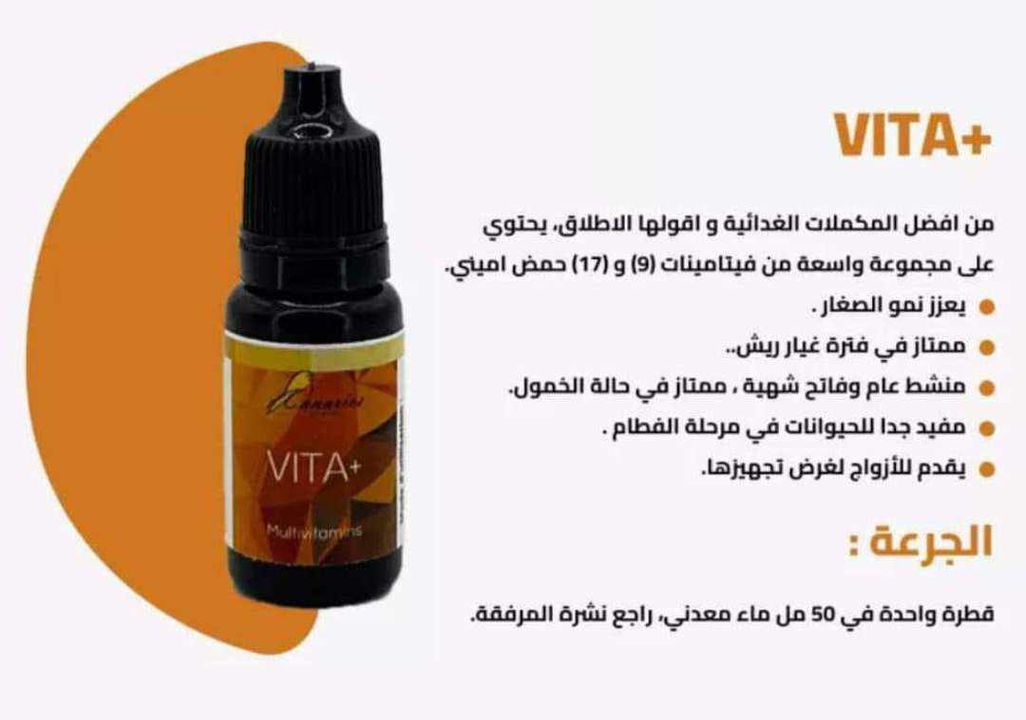 VITA+
من افضل المكملات الغدائية و اقولها الاطلاق، يحتوي
على مجموعة واسعة من فيتامينات (9) و (17) حمض اميني.
يعزز نمو الصغار .
ممتاز في فترة غيار ريش..
منشط عام وفاتح شهية ، ممتاز في حالة الخمول.
مفيد جدا للحيوانات في مرحلة الفطام .
يقدم للأزواج لغرض تجهيزها.
الجرعة :
قطرة واحدة في 50 مل ماء معدني، راجع نشرة المرفقة.
Canaries
VITA+
Multivitamins